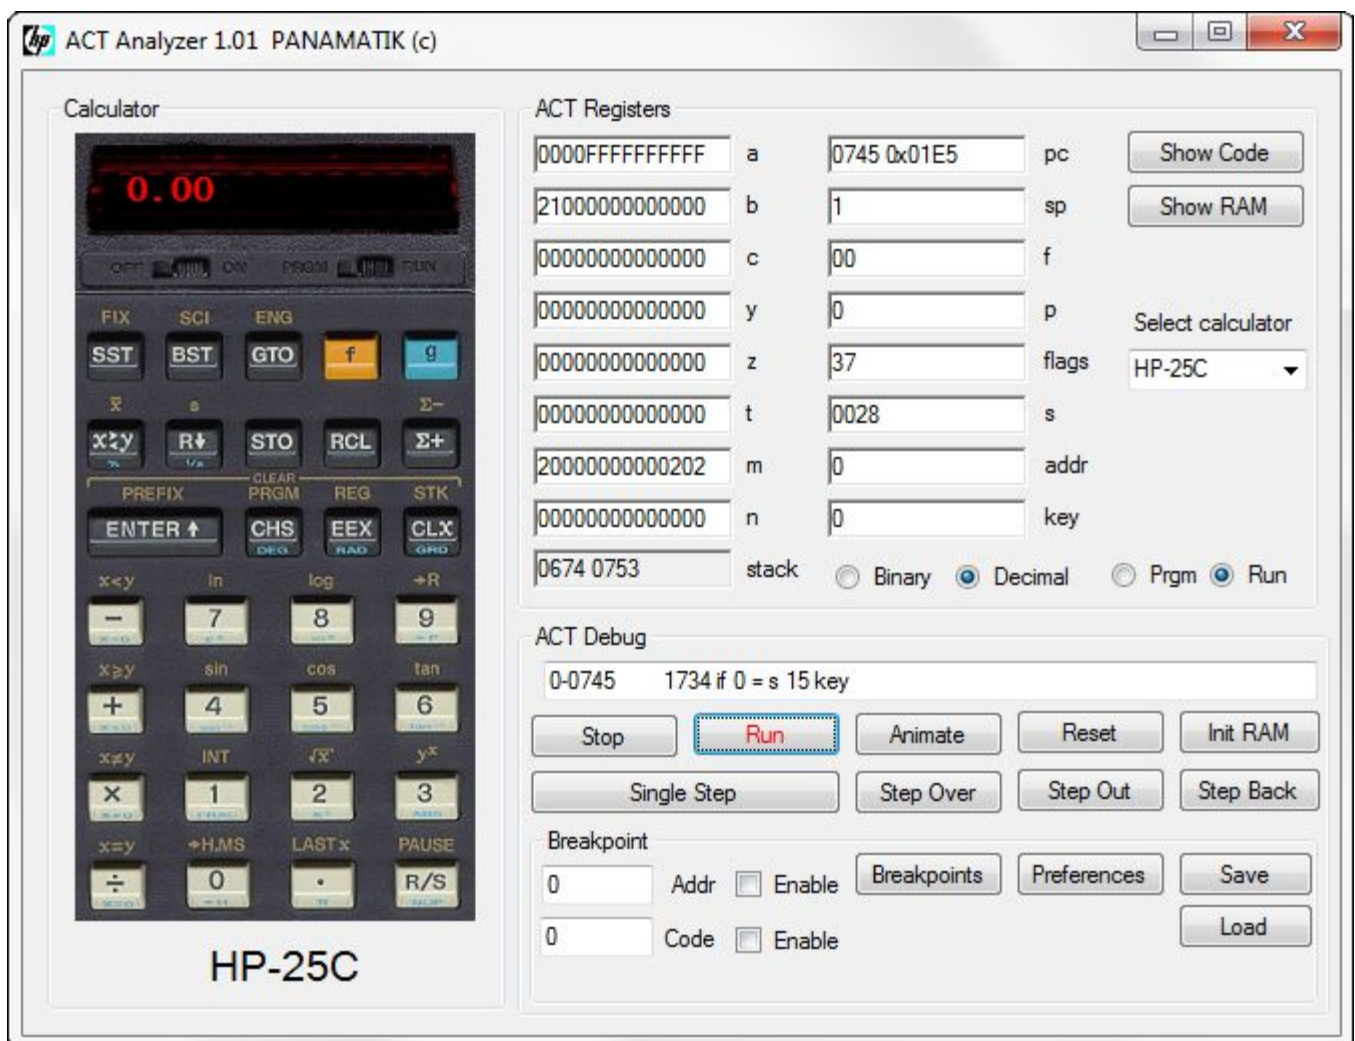 hp ACT Analyzer 1.01 PANAMATIK (c)
Calculator
0.00
OFF ON PRGM RUN
FIX SCI ENG
SST BST GTO f g
x̄ s Σ−
x≷y R↓ STO RCL Σ+
% 1/x
CLEAR
PREFIX PRGM REG STK
ENTER ↑ CHS EEX CLX
DEG RAD GRD
x<y ln log →R
− 7 8 9
x≥y sin cos tan
+ 4 5 6
x≠y INT √x y^x
× 1 2 3
x=y →H.MS LAST x PAUSE
÷ 0 . R/S
HP-25C
ACT Registers
0000FFFFFFFFFF a 0745 0x01E5 pc Show Code
21000000000000 b 1 sp Show RAM
00000000000000 c 00 f
00000000000000 y 0 p Select calculator
00000000000000 z 37 flags HP-25C
00000000000000 t 0028 s
20000000000202 m 0 addr
00000000000000 n 0 key
0674 0753 stack Binary Decimal Prgm Run
ACT Debug
0-0745 1734 if 0 = s 15 key
Stop Run Animate Reset Init RAM
Single Step Step Over Step Out Step Back
Breakpoint
0 Addr Enable Breakpoints Preferences Save
0 Code Enable Load